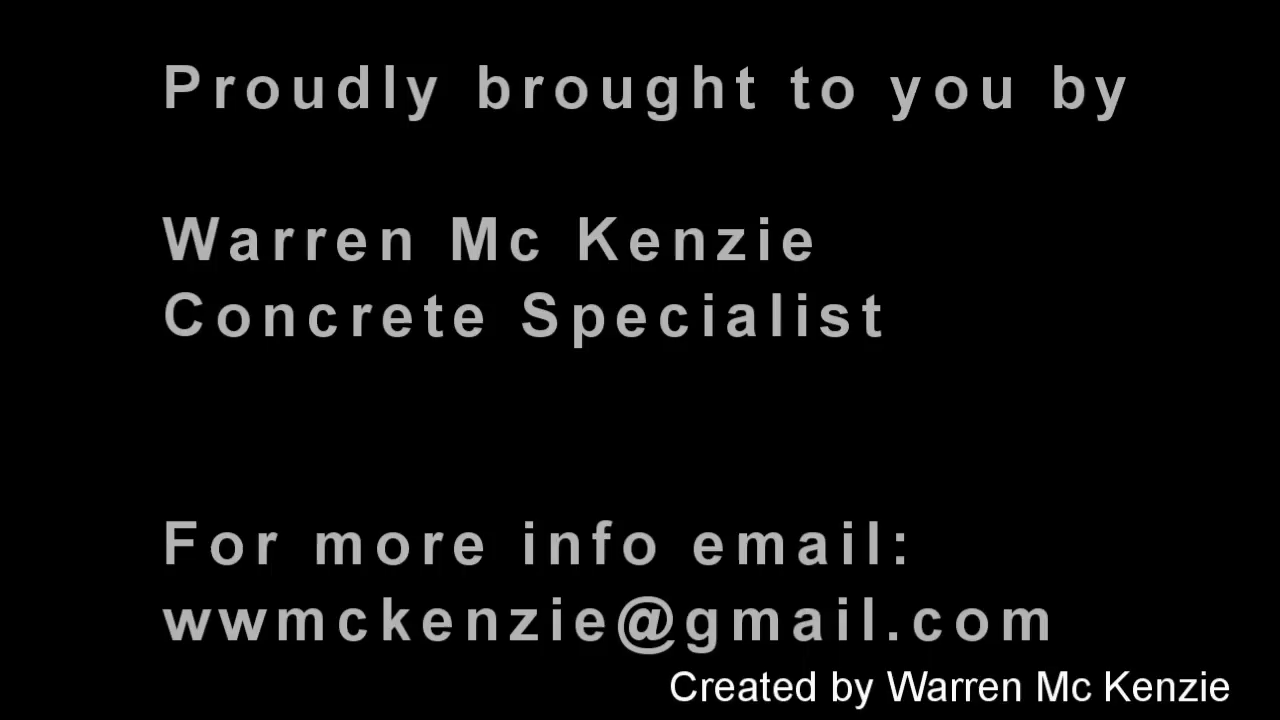 Proudly brought to you by
Warren Mc Kenzie
Concrete Specialist
For more info email:
wwmckenzie@gmail.com
Created by Warren Mc Kenzie